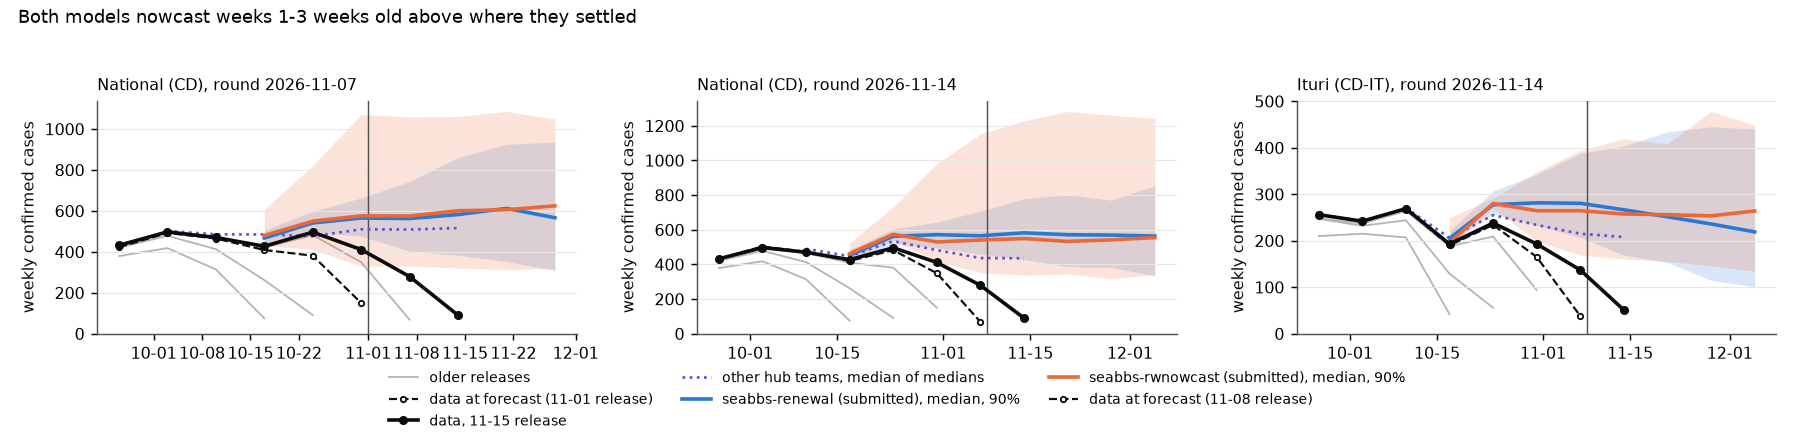 Both models nowcast weeks 1-3 weeks old above where they settled
National (CD), round 2026-11-07
National (CD), round 2026-11-14
Ituri (CD-IT), round 2026-11-14
weekly confirmed cases
0
200
400
600
800
1000
10-01 10-08 10-15 10-22 11-01 11-08 11-15 11-22 12-01
weekly confirmed cases
0
200
400
600
800
1000
1200
10-01 10-15 11-01 11-15 12-01
weekly confirmed cases
0
100
200
300
400
500
10-01 10-15 11-01 11-15 12-01
older releases
data at forecast (11-01 release)
data, 11-15 release
other hub teams, median of medians
seabbs-renewal (submitted), median, 90%
seabbs-rwnowcast (submitted), median, 90%
data at forecast (11-08 release)